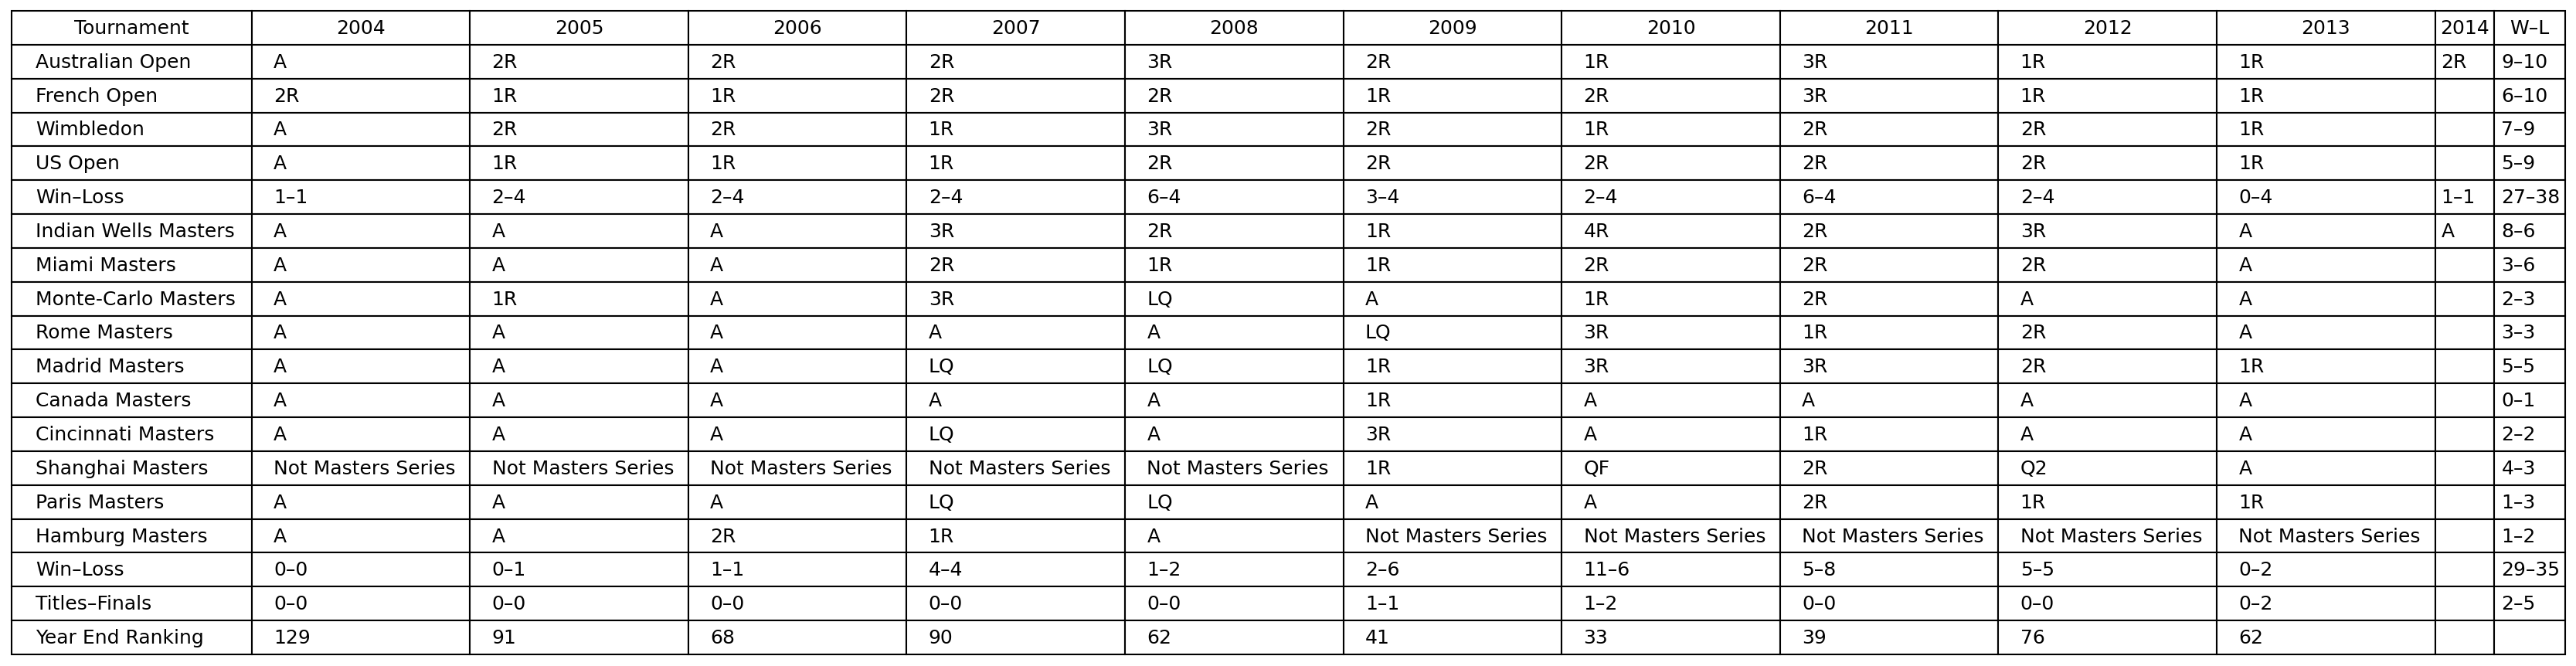 Tournament 2004 2005 2006 2007 2008 2009 2010 2011 2012 2013 2014 W–L
Australian Open A 2R 2R 2R 3R 2R 1R 3R 1R 1R 2R 9–10
French Open 2R 1R 1R 2R 2R 1R 2R 3R 1R 1R 6–10
Wimbledon A 2R 2R 1R 3R 2R 1R 2R 2R 1R 7–9
US Open A 1R 1R 1R 2R 2R 2R 2R 2R 1R 5–9
Win–Loss 1–1 2–4 2–4 2–4 6–4 3–4 2–4 6–4 2–4 0–4 1–1 27–38
Indian Wells Masters A A A 3R 2R 1R 4R 2R 3R A A 8–6
Miami Masters A A A 2R 1R 1R 2R 2R 2R A 3–6
Monte-Carlo Masters A 1R A 3R LQ A 1R 2R A A 2–3
Rome Masters A A A A A LQ 3R 1R 2R A 3–3
Madrid Masters A A A LQ LQ 1R 3R 3R 2R 1R 5–5
Canada Masters A A A A A 1R A A A A 0–1
Cincinnati Masters A A A LQ A 3R A 1R A A 2–2
Shanghai Masters Not Masters Series Not Masters Series Not Masters Series Not Masters Series Not Masters Series 1R QF 2R Q2 A 4–3
Paris Masters A A A LQ LQ A A 2R 1R 1R 1–3
Hamburg Masters A A 2R 1R A Not Masters Series Not Masters Series Not Masters Series Not Masters Series Not Masters Series 1–2
Win–Loss 0–0 0–1 1–1 4–4 1–2 2–6 11–6 5–8 5–5 0–2 29–35
Titles–Finals 0–0 0–0 0–0 0–0 0–0 1–1 1–2 0–0 0–0 0–2 2–5
Year End Ranking 129 91 68 90 62 41 33 39 76 62